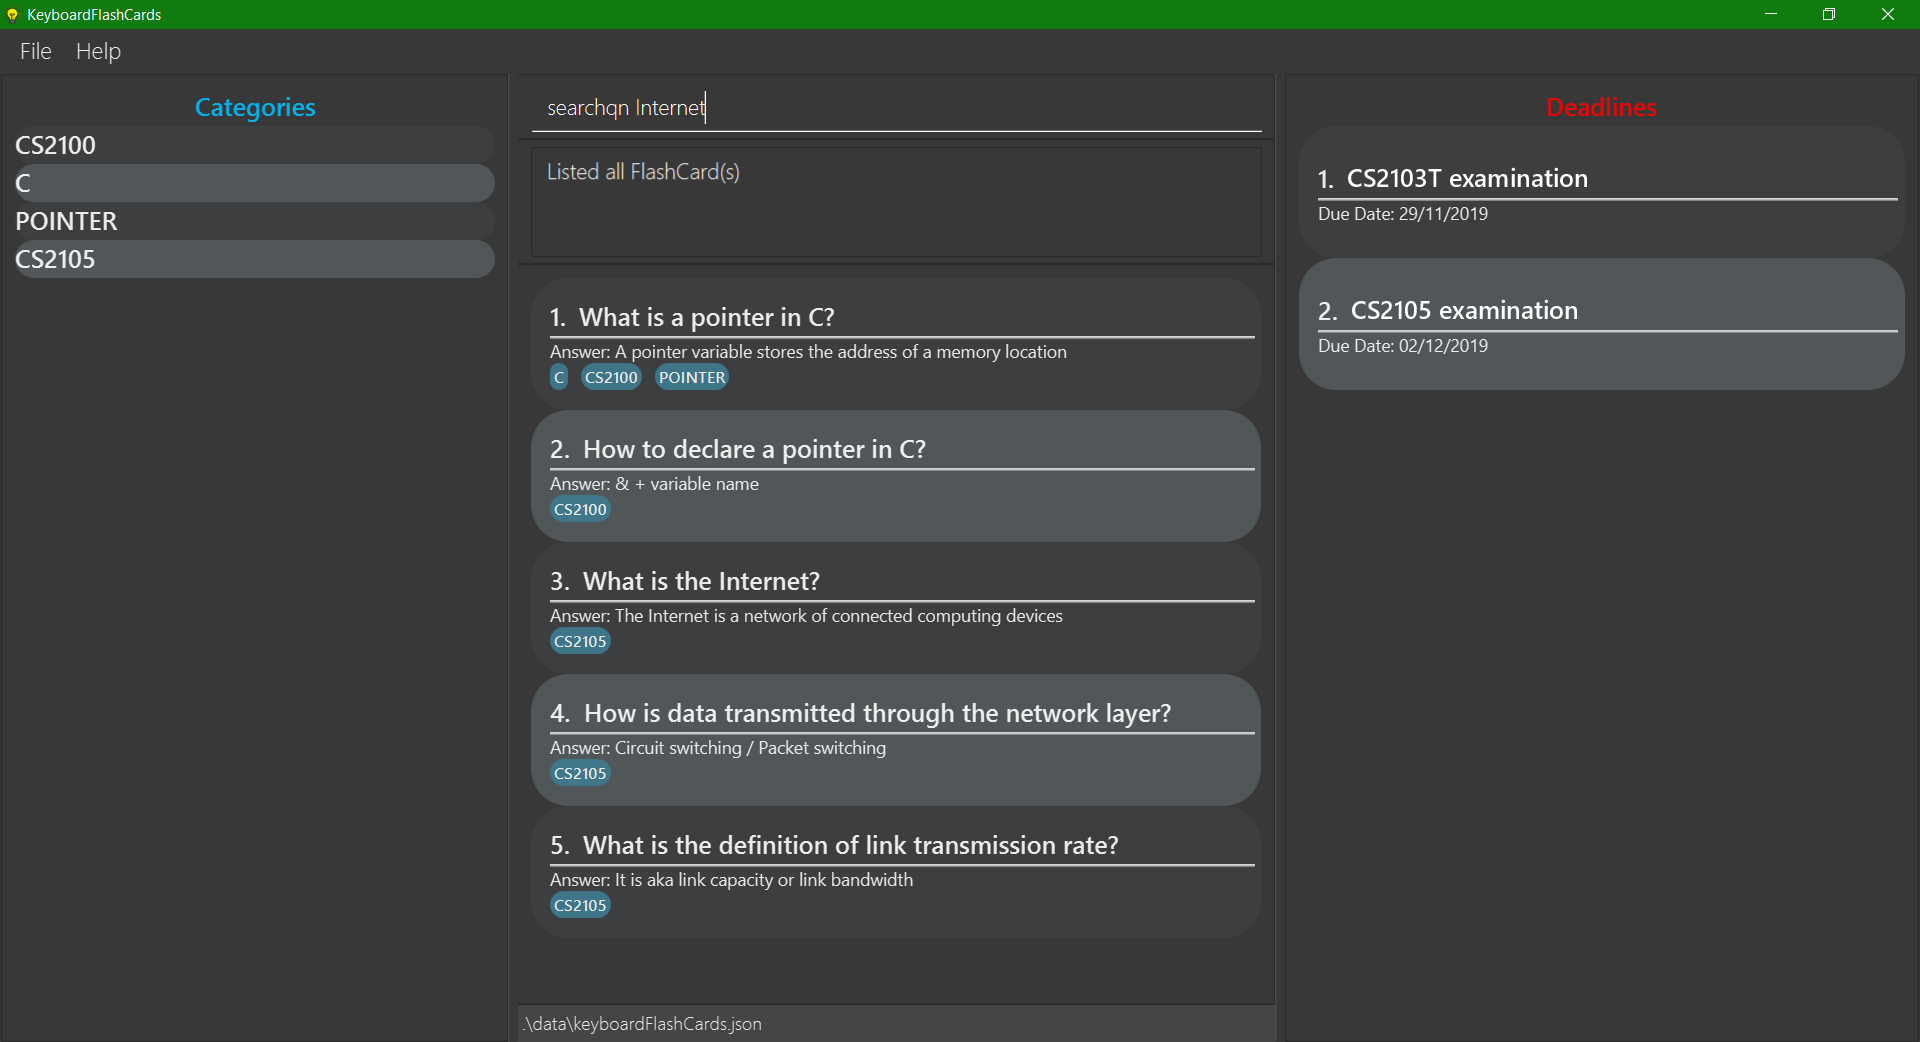 KeyboardFlashCards
File Help
Categories
CS2100
C
POINTER
CS2105
searchqn Internet
Listed all FlashCard(s)
1. What is a pointer in C?
Answer: A pointer variable stores the address of a memory location
C CS2100 POINTER
2. How to declare a pointer in C?
Answer: & + variable name
CS2100
3. What is the Internet?
Answer: The Internet is a network of connected computing devices
CS2105
4. How is data transmitted through the network layer?
Answer: Circuit switching / Packet switching
CS2105
5. What is the definition of link transmission rate?
Answer: It is aka link capacity or link bandwidth
CS2105
.\data\keyboardFlashCards.json
Deadlines
1. CS2103T examination
Due Date: 29/11/2019
2. CS2105 examination
Due Date: 02/12/2019